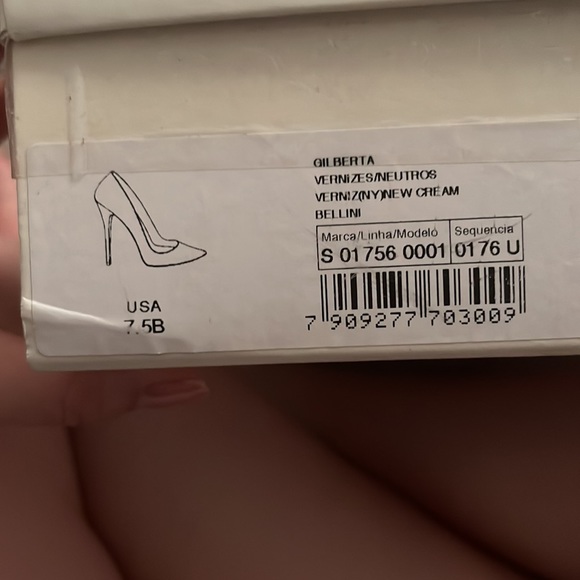 GILBERTA
VERNIZES/NEUTROS
VERNIZ(NY)NEW CREAM
BELLINI
Marca/Linha/Modelo Sequencia
S 01756 0001 0176 U
7 909277 703009
USA
7.5B